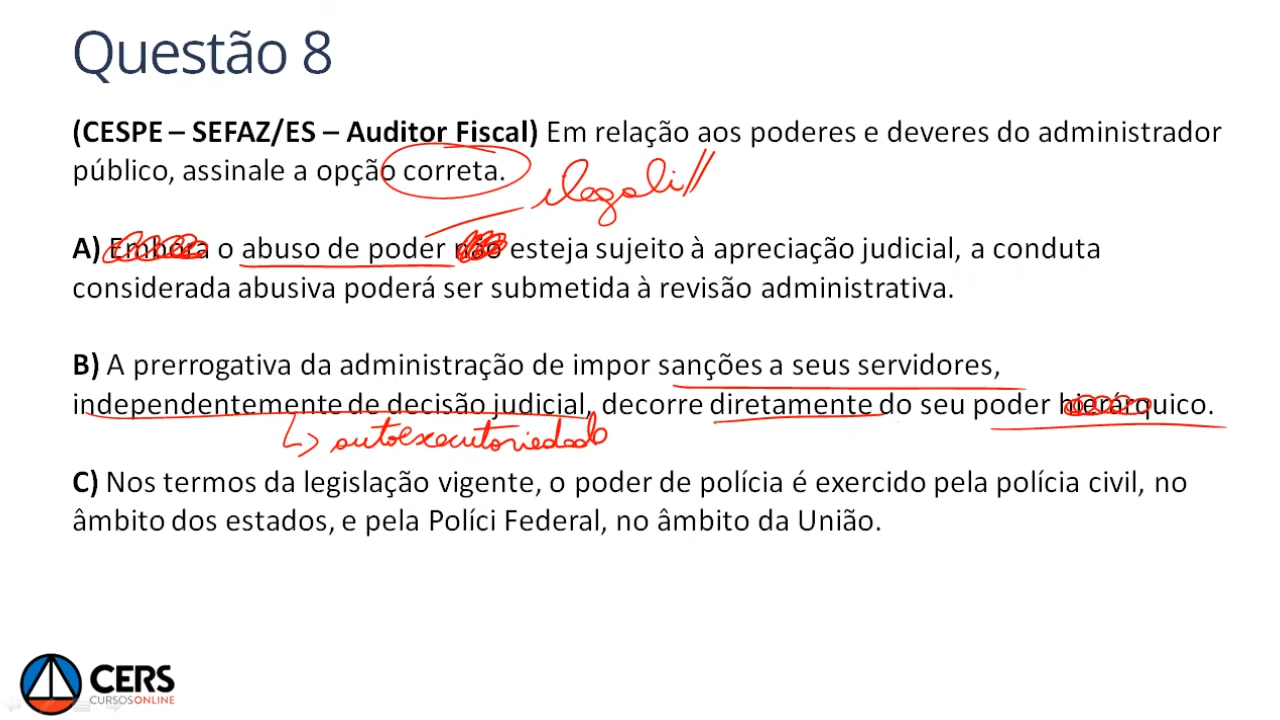 Questão 8
(CESPE – SEFAZ/ES – Auditor Fiscal) Em relação aos poderes e deveres do administrador
público, assinale a opção correta.
ilegali//
A) Embora o abuso de poder não esteja sujeito à apreciação judicial, a conduta
considerada abusiva poderá ser submetida à revisão administrativa.
B) A prerrogativa da administração de impor sanções a seus servidores,
independentemente de decisão judicial, decorre diretamente do seu poder hierárquico.
↳ autoexecutoriedade
C) Nos termos da legislação vigente, o poder de polícia é exercido pela polícia civil, no
âmbito dos estados, e pela Políci Federal, no âmbito da União.
CERS
CURSOS ONLINE